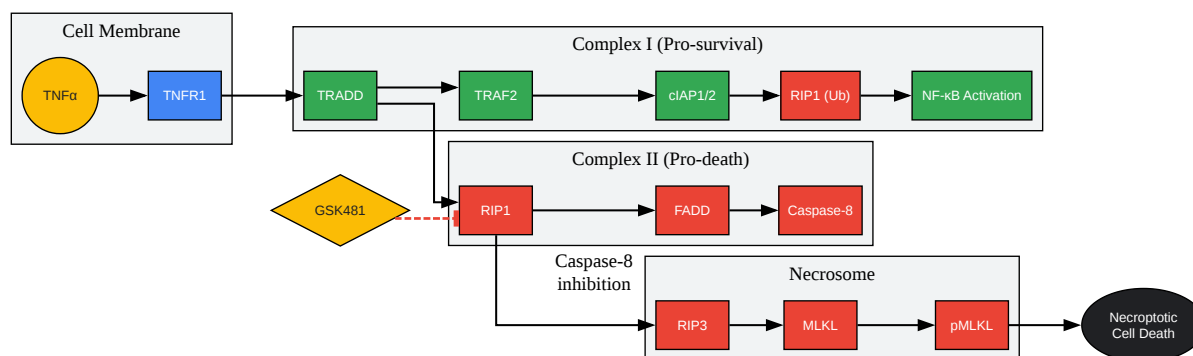 Cell Membrane
TNFα
TNFR1
Complex I (Pro-survival)
TRADD
TRAF2
cIAP1/2
RIP1 (Ub)
NF-κB Activation
Complex II (Pro-death)
GSK481
RIP1
FADD
Caspase-8
Caspase-8
inhibition
Necrosome
RIP3
MLKL
pMLKL
Necroptotic
Cell Death